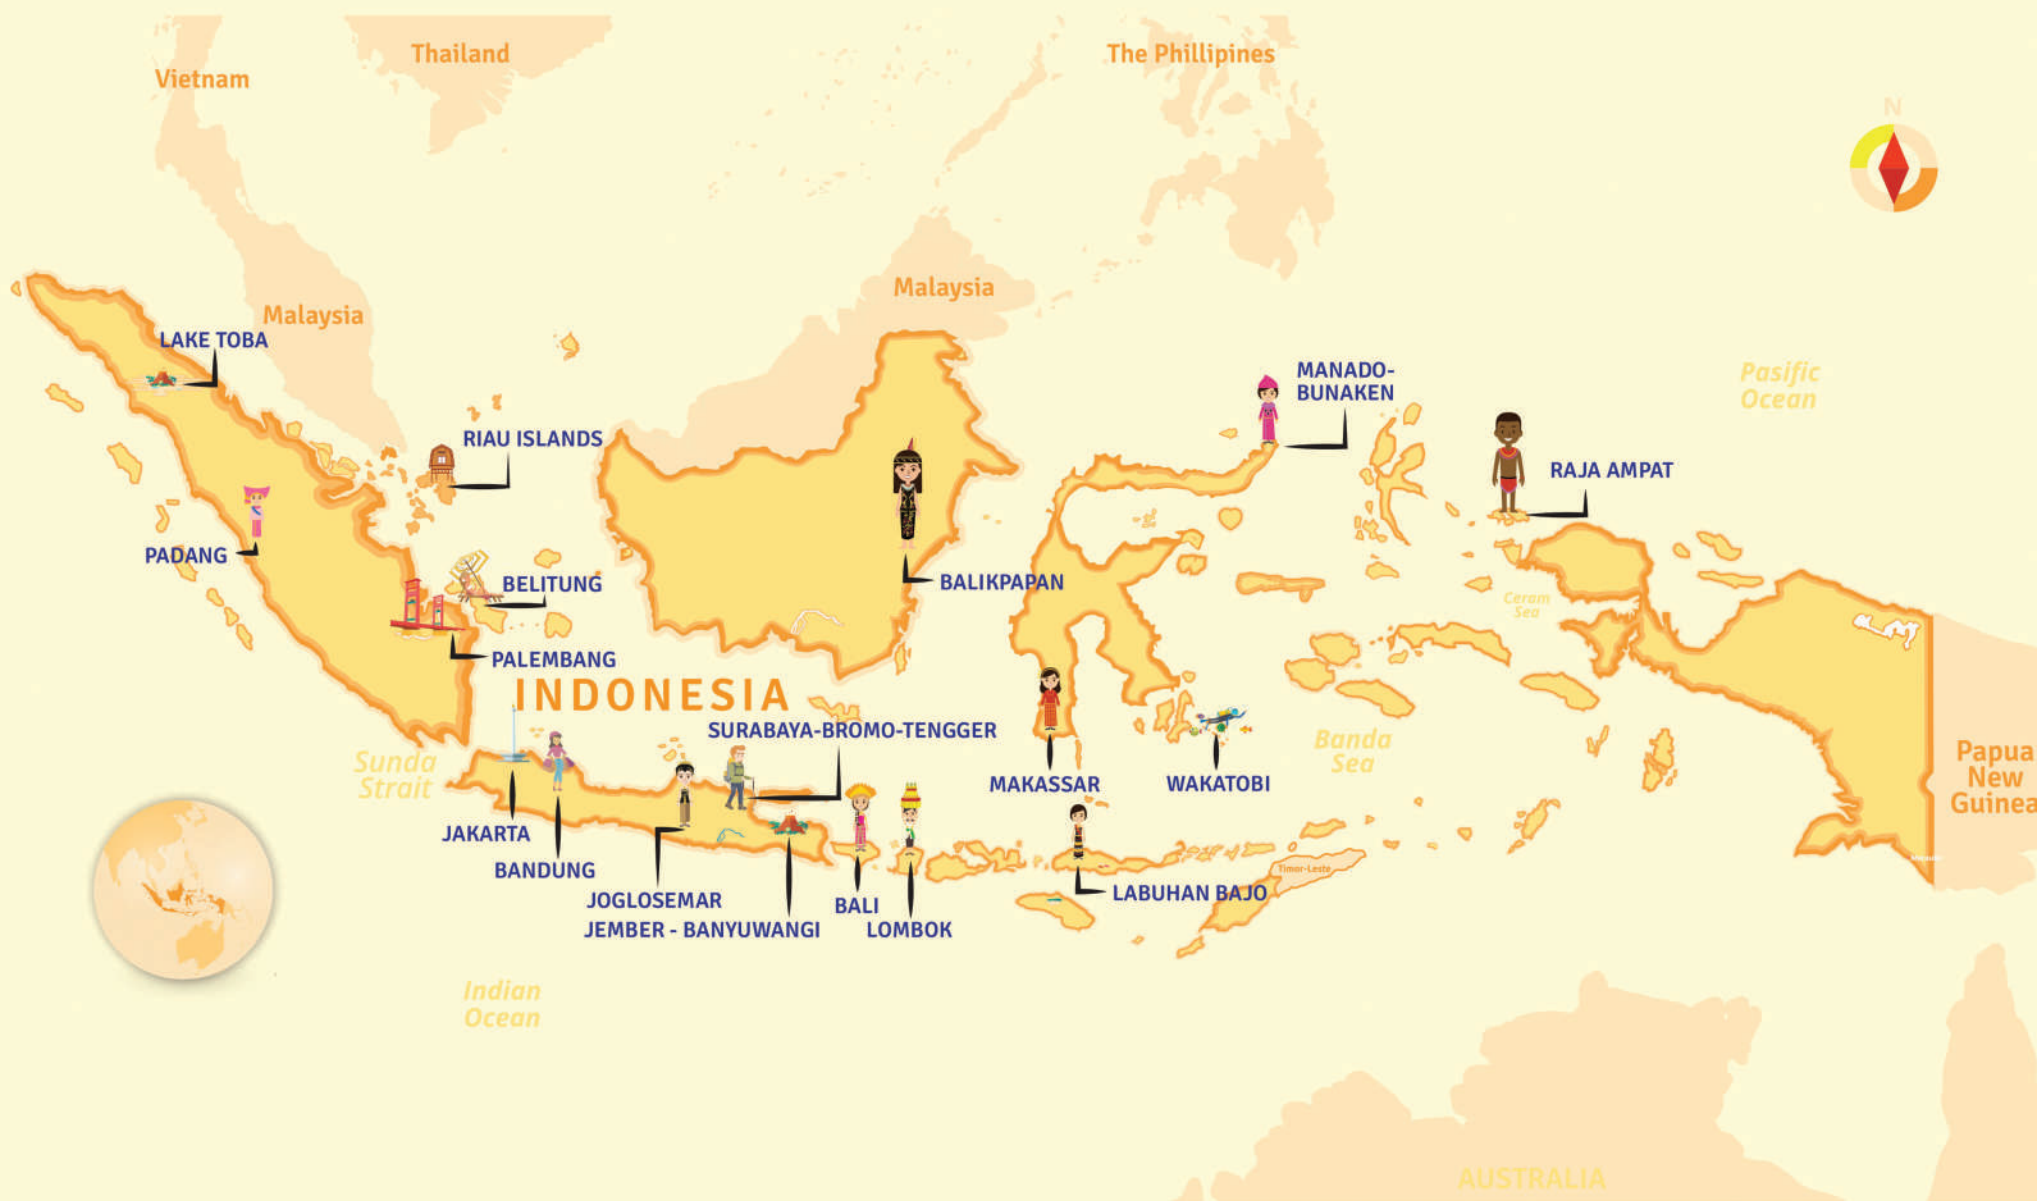 Thailand
The Phillipines
Vietnam
N
Malaysia
Malaysia
LAKE TOBA
MANADO-
BUNAKEN
Pasific
Ocean
RIAU ISLANDS
RAJA AMPAT
PADANG
BELITUNG
BALIKPAPAN
Ceram
Sea
PALEMBANG
INDONESIA
SURABAYA-BROMO-TENGGER
Sunda
Strait
Banda
Sea
Papua
New
Guinea
MAKASSAR
WAKATOBI
JAKARTA
BANDUNG
Timor-Leste
LABUHAN BAJO
JOGLOSEMAR
BALI
JEMBER - BANYUWANGI
LOMBOK
Indian
Ocean
AUSTRALIA